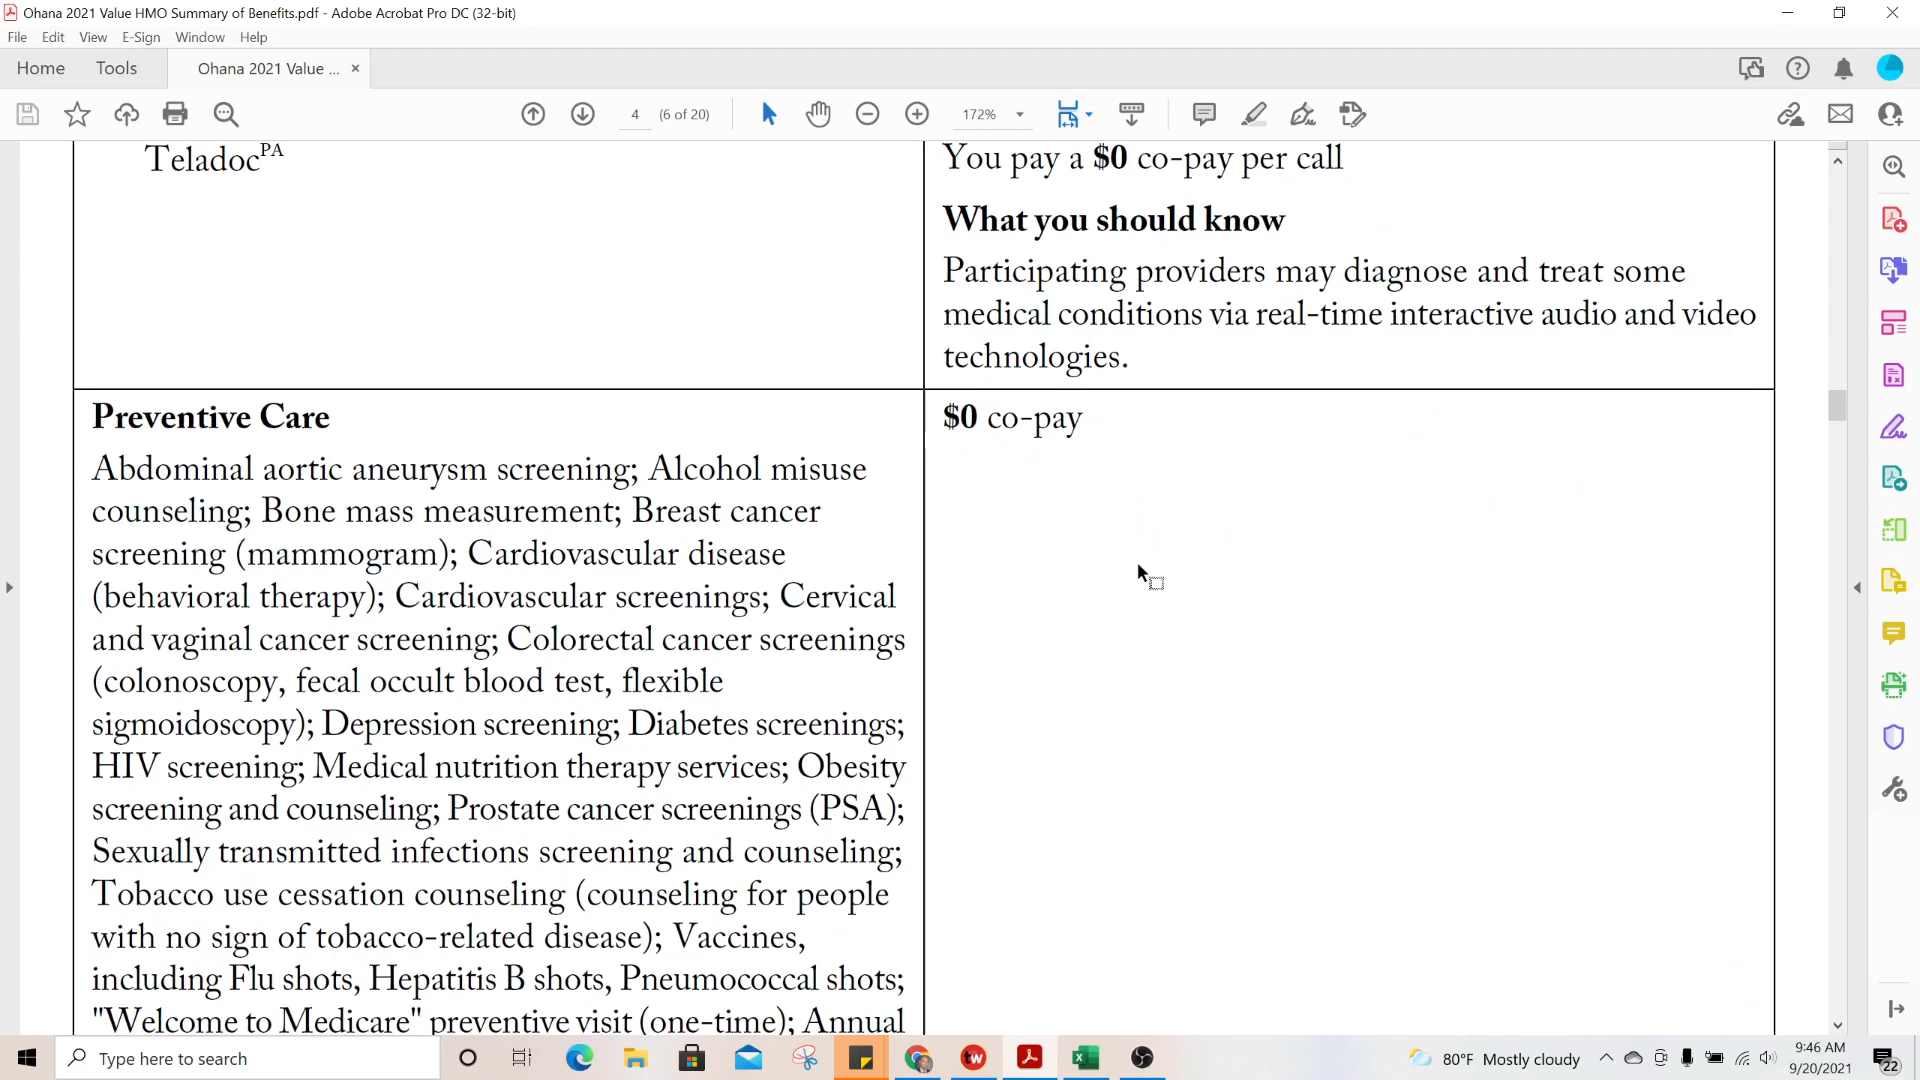 Ohana 2021 Value HMO Summary of Benefits.pdf - Adobe Acrobat Pro DC (32-bit)
File Edit View E-Sign Window Help
Home Tools Ohana 2021 Value ... ×
4 (6 of 20) 172%
Teladoc^PA
You pay a $0 co-pay per call
What you should know
Participating providers may diagnose and treat some
medical conditions via real-time interactive audio and video
technologies.
Preventive Care
Abdominal aortic aneurysm screening; Alcohol misuse
counseling; Bone mass measurement; Breast cancer
screening (mammogram); Cardiovascular disease
(behavioral therapy); Cardiovascular screenings; Cervical
and vaginal cancer screening; Colorectal cancer screenings
(colonoscopy, fecal occult blood test, flexible
sigmoidoscopy); Depression screening; Diabetes screenings;
HIV screening; Medical nutrition therapy services; Obesity
screening and counseling; Prostate cancer screenings (PSA);
Sexually transmitted infections screening and counseling;
Tobacco use cessation counseling (counseling for people
with no sign of tobacco-related disease); Vaccines,
including Flu shots, Hepatitis B shots, Pneumococcal shots;
"Welcome to Medicare" preventive visit (one-time); Annual
$0 co-pay
Type here to search
tw
80°F Mostly cloudy
9:46 AM
9/20/2021
22